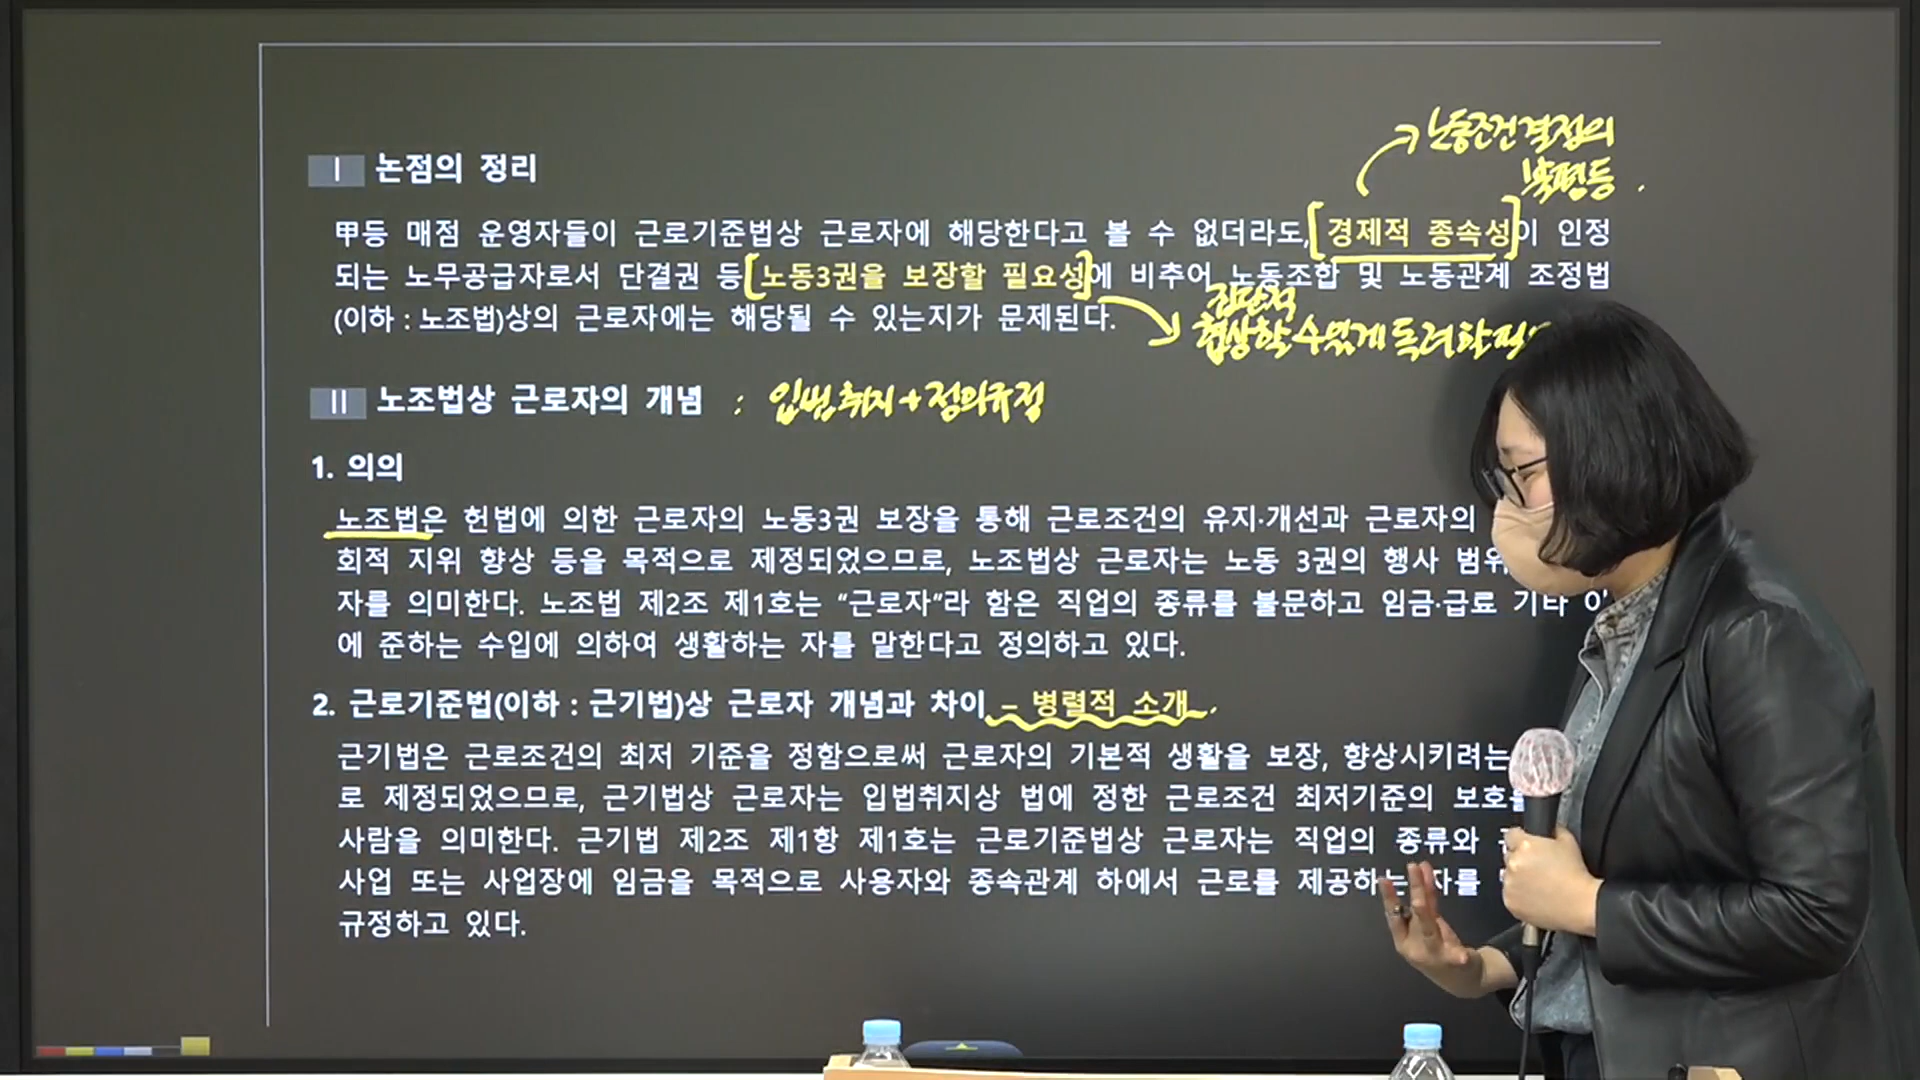 노동조건 결정의
불평등.
I 논점의 정리
甲등 매점 운영자들이 근로기준법상 근로자에 해당한다고 볼 수 없더라도, [경제적 종속성]이 인정
되는 노무공급자로서 단결권 등 [노동3권을 보장할 필요성]에 비추어 노동조합 및 노동관계 조정법
(이하 : 노조법)상의 근로자에는 해당될 수 있는지가 문제된다.
집단적
협상할 수 있게 독려할
II 노조법상 근로자의 개념 : 입법취지+정의규정
1. 의의
노조법은 헌법에 의한 근로자의 노동3권 보장을 통해 근로조건의 유지·개선과 근로자의
회적 지위 향상 등을 목적으로 제정되었으므로, 노조법상 근로자는 노동 3권의 행사 범위
자를 의미한다. 노조법 제2조 제1호는 “근로자”라 함은 직업의 종류를 불문하고 임금·급료 기타 이
에 준하는 수입에 의하여 생활하는 자를 말한다고 정의하고 있다.
2. 근로기준법(이하 : 근기법)상 근로자 개념과 차이 – 병렬적 소개.
근기법은 근로조건의 최저 기준을 정함으로써 근로자의 기본적 생활을 보장, 향상시키려는
로 제정되었으므로, 근기법상 근로자는 입법취지상 법에 정한 근로조건 최저기준의 보호를
사람을 의미한다. 근기법 제2조 제1항 제1호는 근로기준법상 근로자는 직업의 종류와
사업 또는 사업장에 임금을 목적으로 사용자와 종속관계 하에서 근로를 제공하는 자를
규정하고 있다.